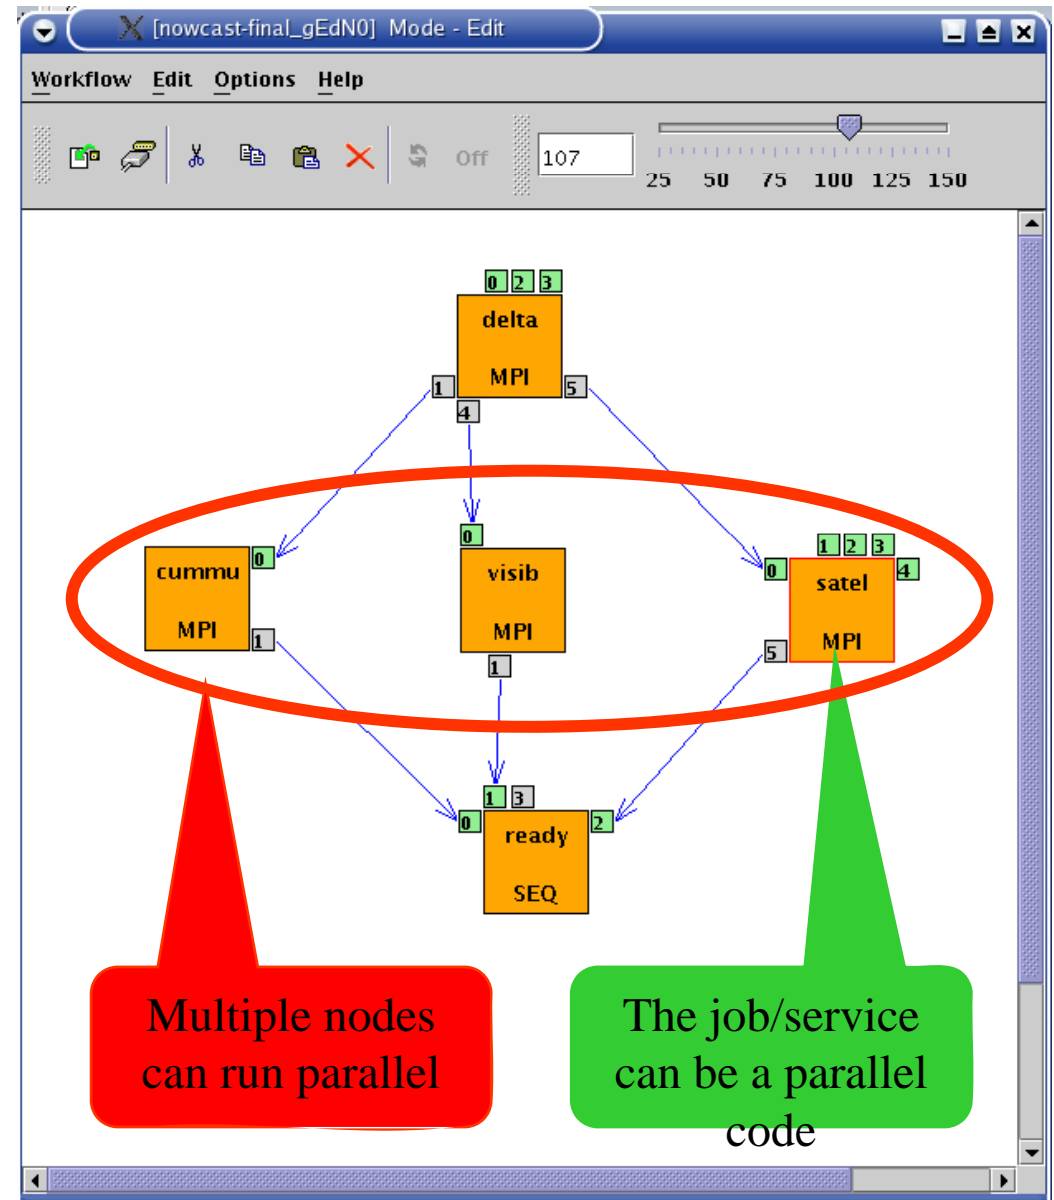 [nowcast-final_gEdN0] Mode - Edit
Workflow Edit Options Help
Off 107
25 50 75 100 125 150
0 2 3
delta
MPI
1 5
4
0
1 2 3
0 0 4
cummu visib satel
MPI MPI MPI
1 1 5
1 3
0 2
ready
SEQ
Multiple nodes
can run parallel
The job/service
can be a parallel
code